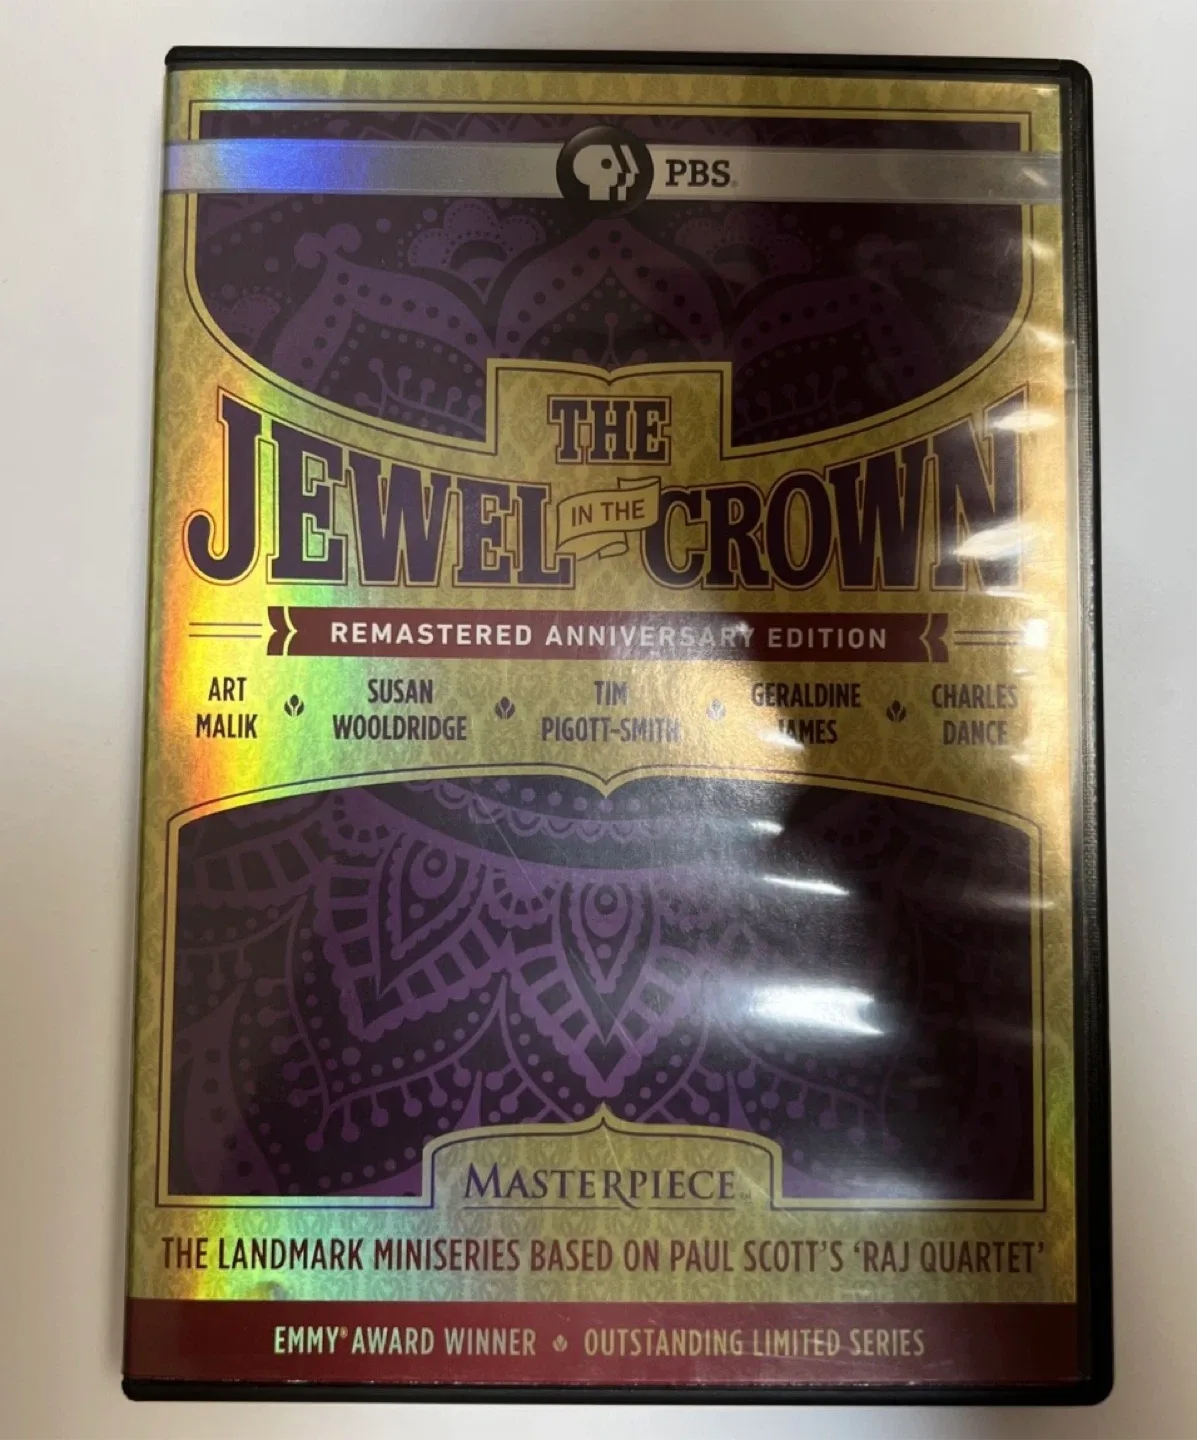 PBS
THE
JEWEL IN THE CROWN
REMASTERED ANNIVERSARY EDITION
ART MALIK
SUSAN WOOLDRIDGE
TIM PIGOTT-SMITH
GERALDINE JAMES
CHARLES DANCE
MASTERPIECE™
THE LANDMARK MINISERIES BASED ON PAUL SCOTT'S ‘RAJ QUARTET’
EMMY® AWARD WINNER OUTSTANDING LIMITED SERIES